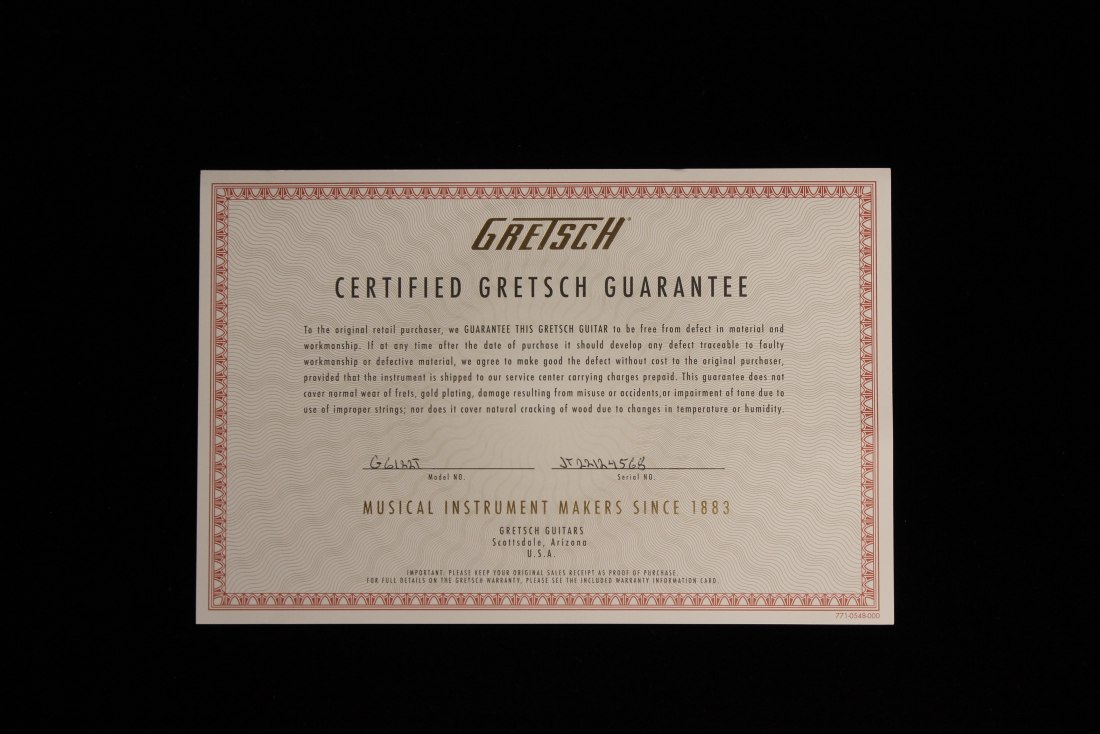 GRETSCH®
CERTIFIED GRETSCH GUARANTEE
To the original retail purchaser, we GUARANTEE THIS GRETSCH GUITAR to be free from defect in material and
workmanship. If at any time after the date of purchase it should develop any defect traceable to faulty
workmanship or defective material, we agree to make good the defect without cost to the original purchaser,
provided that the instrument is shipped to our service center carrying charges prepaid. This guarantee does not
cover normal wear of frets, gold plating, damage resulting from misuse or accidents,or impairment of tone due to
use of improper strings; nor does it cover natural cracking of wood due to changes in temperature or humidity.
G6122T JT22124568
Model NO. Serial NO.
MUSICAL INSTRUMENT MAKERS SINCE 1883
GRETSCH GUITARS
Scottsdale, Arizona
U.S.A.
IMPORTANT: PLEASE KEEP YOUR ORIGINAL SALES RECEIPT AS PROOF OF PURCHASE.
FOR FULL DETAILS ON THE GRETSCH WARRANTY, PLEASE SEE THE INCLUDED WARRANTY INFORMATION CARD.
771-0548-000